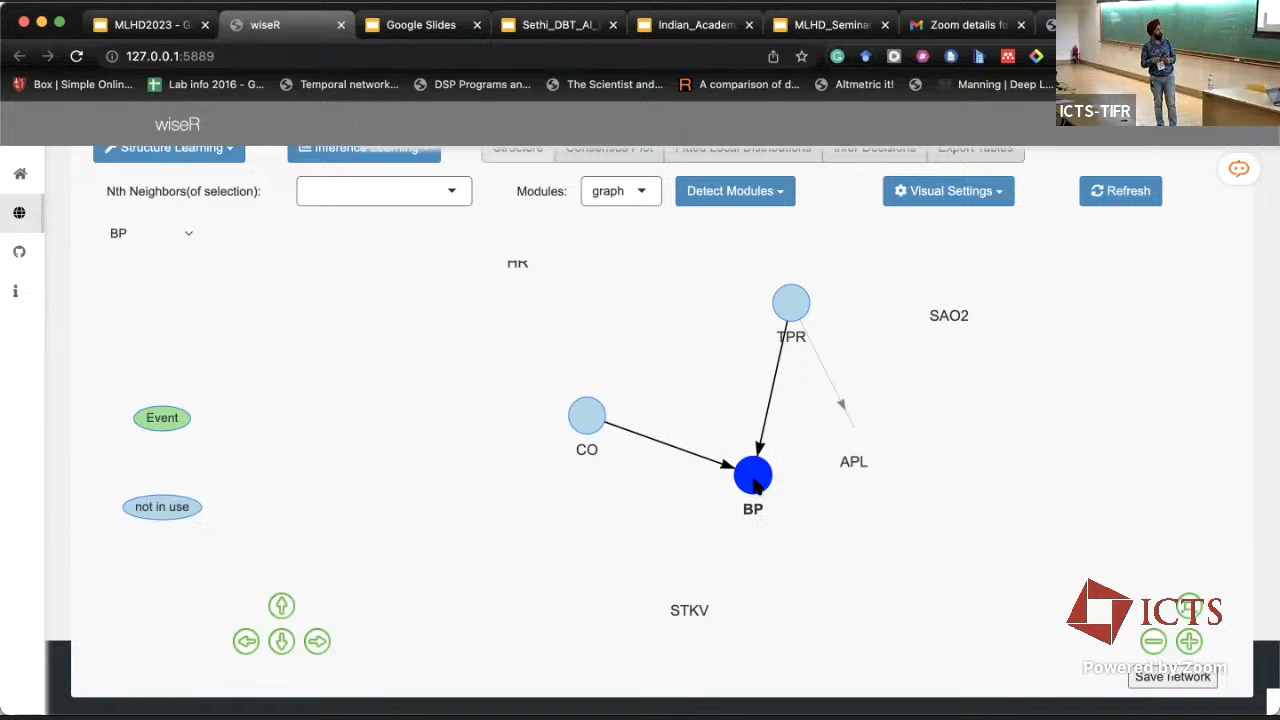 MLHD2023 - G
wiseR
Google Slides
Sethi_DBT_AI_
Indian_Academ
MLHD_Semina
Zoom details fo
127.0.0.1:5889
Box | Simple Onlin...
Lab info 2016 - G...
Temporal network...
DSP Programs an...
The Scientist and...
R A comparison of d...
Altmetric it!
Manning | Deep L
ICTS-TIFR
wiseR
Structure Learning
Inference Learning
Structure
Consensus Plot
Fitted Local Distributions
Infer Decisions
Export Tables
Nth Neighbors(of selection):
Modules:
graph
Detect Modules
Visual Settings
Refresh
BP
HR
TPR
SAO2
Event
CO
APL
not in use
BP
STKV
ICTS
Powered by Zoom
Save network